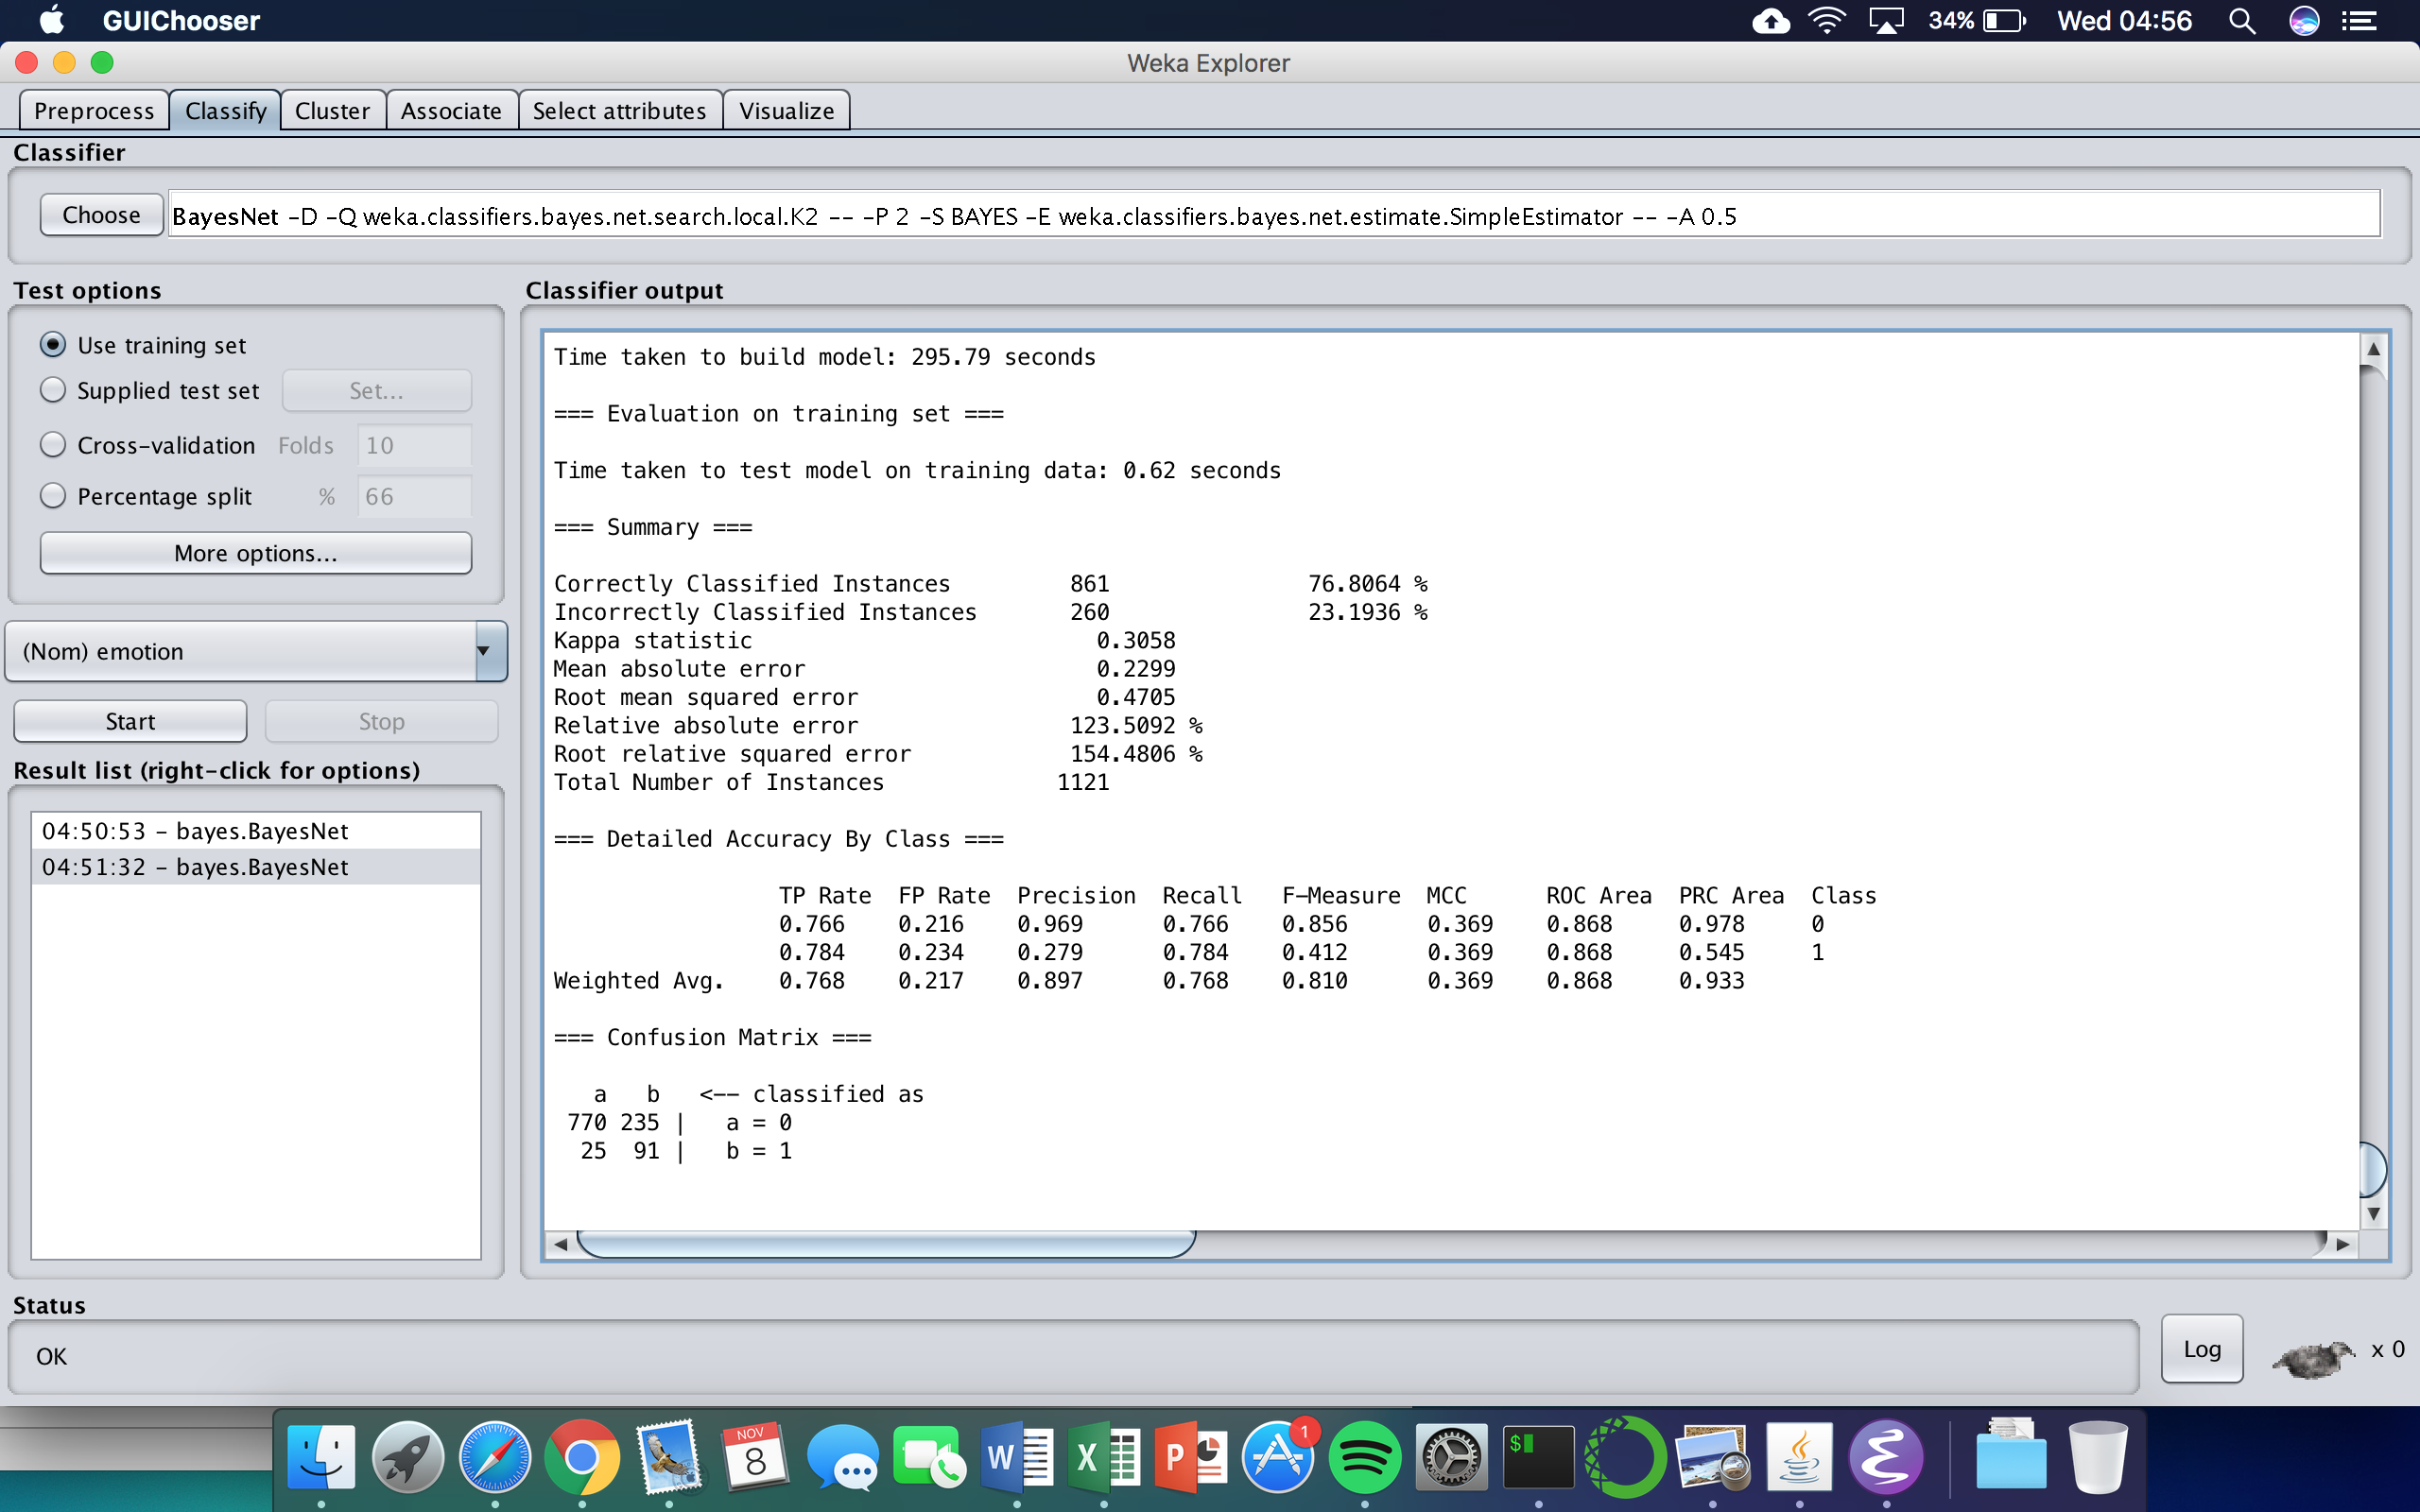 GUIChooser 34% Wed 04:56
Weka Explorer
Preprocess Classify Cluster Associate Select attributes Visualize
Classifier
Choose BayesNet -D -Q weka.classifiers.bayes.net.search.local.K2 -- -P 2 -S BAYES -E weka.classifiers.bayes.net.estimate.SimpleEstimator -- -A 0.5
Test options
Use training set
Supplied test set Set...
Cross-validation Folds 10
Percentage split % 66
More options...
(Nom) emotion
Start Stop
Result list (right-click for options)
04:50:53 - bayes.BayesNet
04:51:32 - bayes.BayesNet
Classifier output
Time taken to build model: 295.79 seconds
=== Evaluation on training set ===
Time taken to test model on training data: 0.62 seconds
=== Summary ===
Correctly Classified Instances 861 76.8064 %
Incorrectly Classified Instances 260 23.1936 %
Kappa statistic 0.3058
Mean absolute error 0.2299
Root mean squared error 0.4705
Relative absolute error 123.5092 %
Root relative squared error 154.4806 %
Total Number of Instances 1121
=== Detailed Accuracy By Class ===
TP Rate FP Rate Precision Recall F-Measure MCC ROC Area PRC Area Class
0.766 0.216 0.969 0.766 0.856 0.369 0.868 0.978 0
0.784 0.234 0.279 0.784 0.412 0.369 0.868 0.545 1
Weighted Avg. 0.768 0.217 0.897 0.768 0.810 0.369 0.868 0.933
=== Confusion Matrix ===
a b <-- classified as
770 235 | a = 0
25 91 | b = 1
Status
OK
Log x 0
NOV
8
W
X
P
1
$